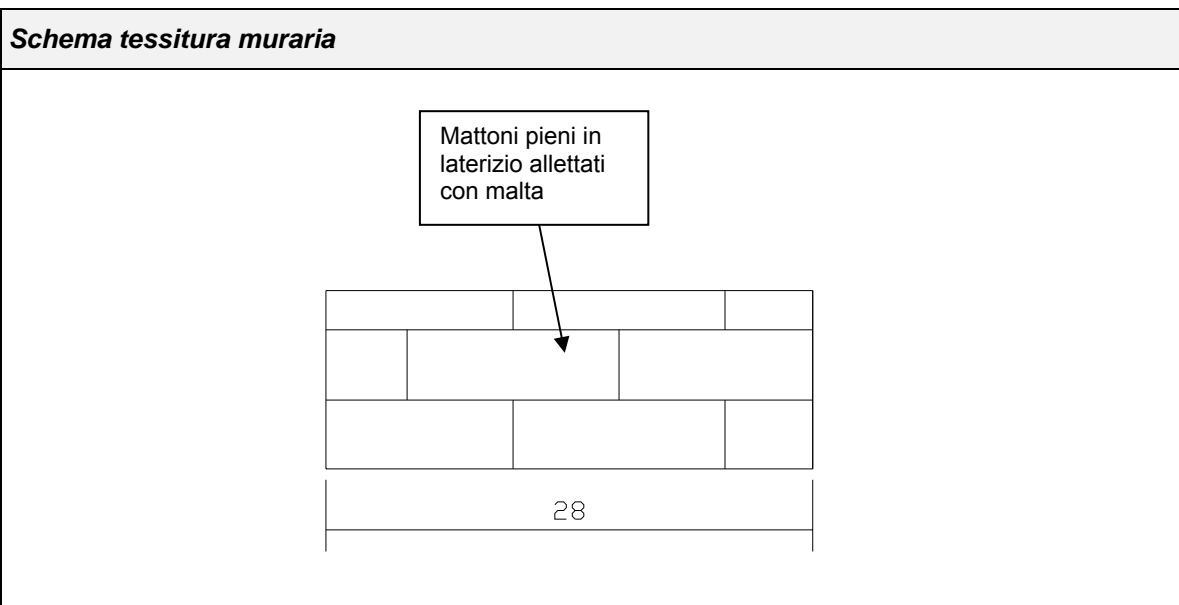 Schema tessitura muraria
Mattoni pieni in
laterizio allettati
con malta
28